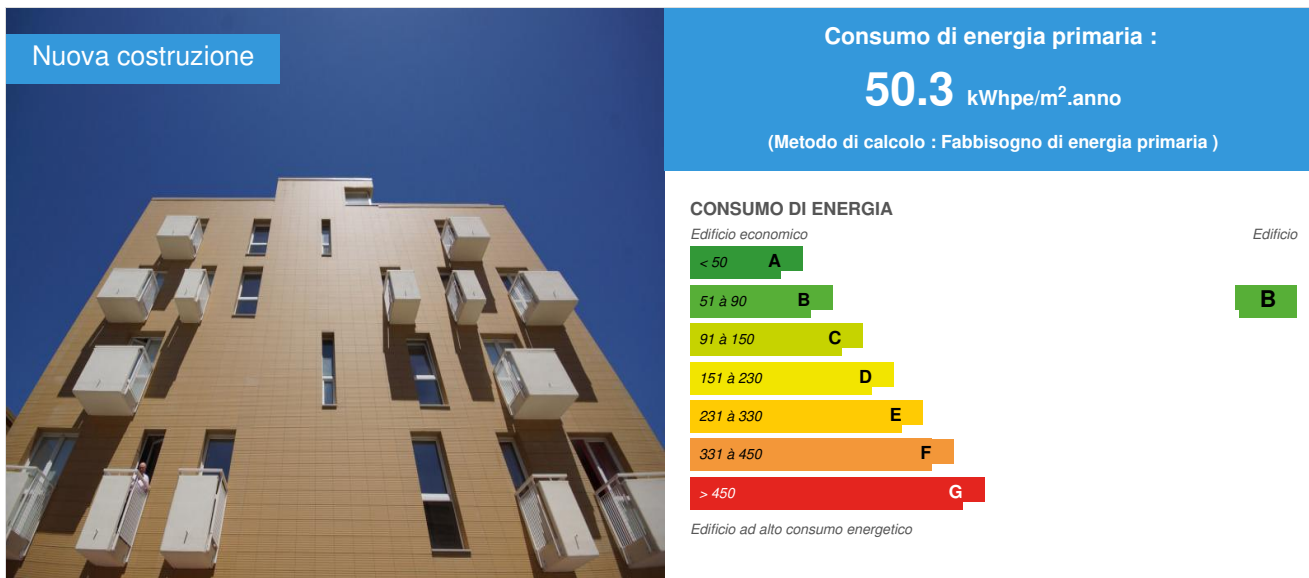 Nuova costruzione
Consumo di energia primaria :
50.3 kWhpe/m².anno
(Metodo di calcolo : Fabbisogno di energia primaria )
CONSUMO DI ENERGIA
Edificio economico
Edificio
< 50 A
51 à 90 B
B
91 à 150 C
151 à 230 D
231 à 330 E
331 à 450 F
> 450 G
Edificio ad alto consumo energetico